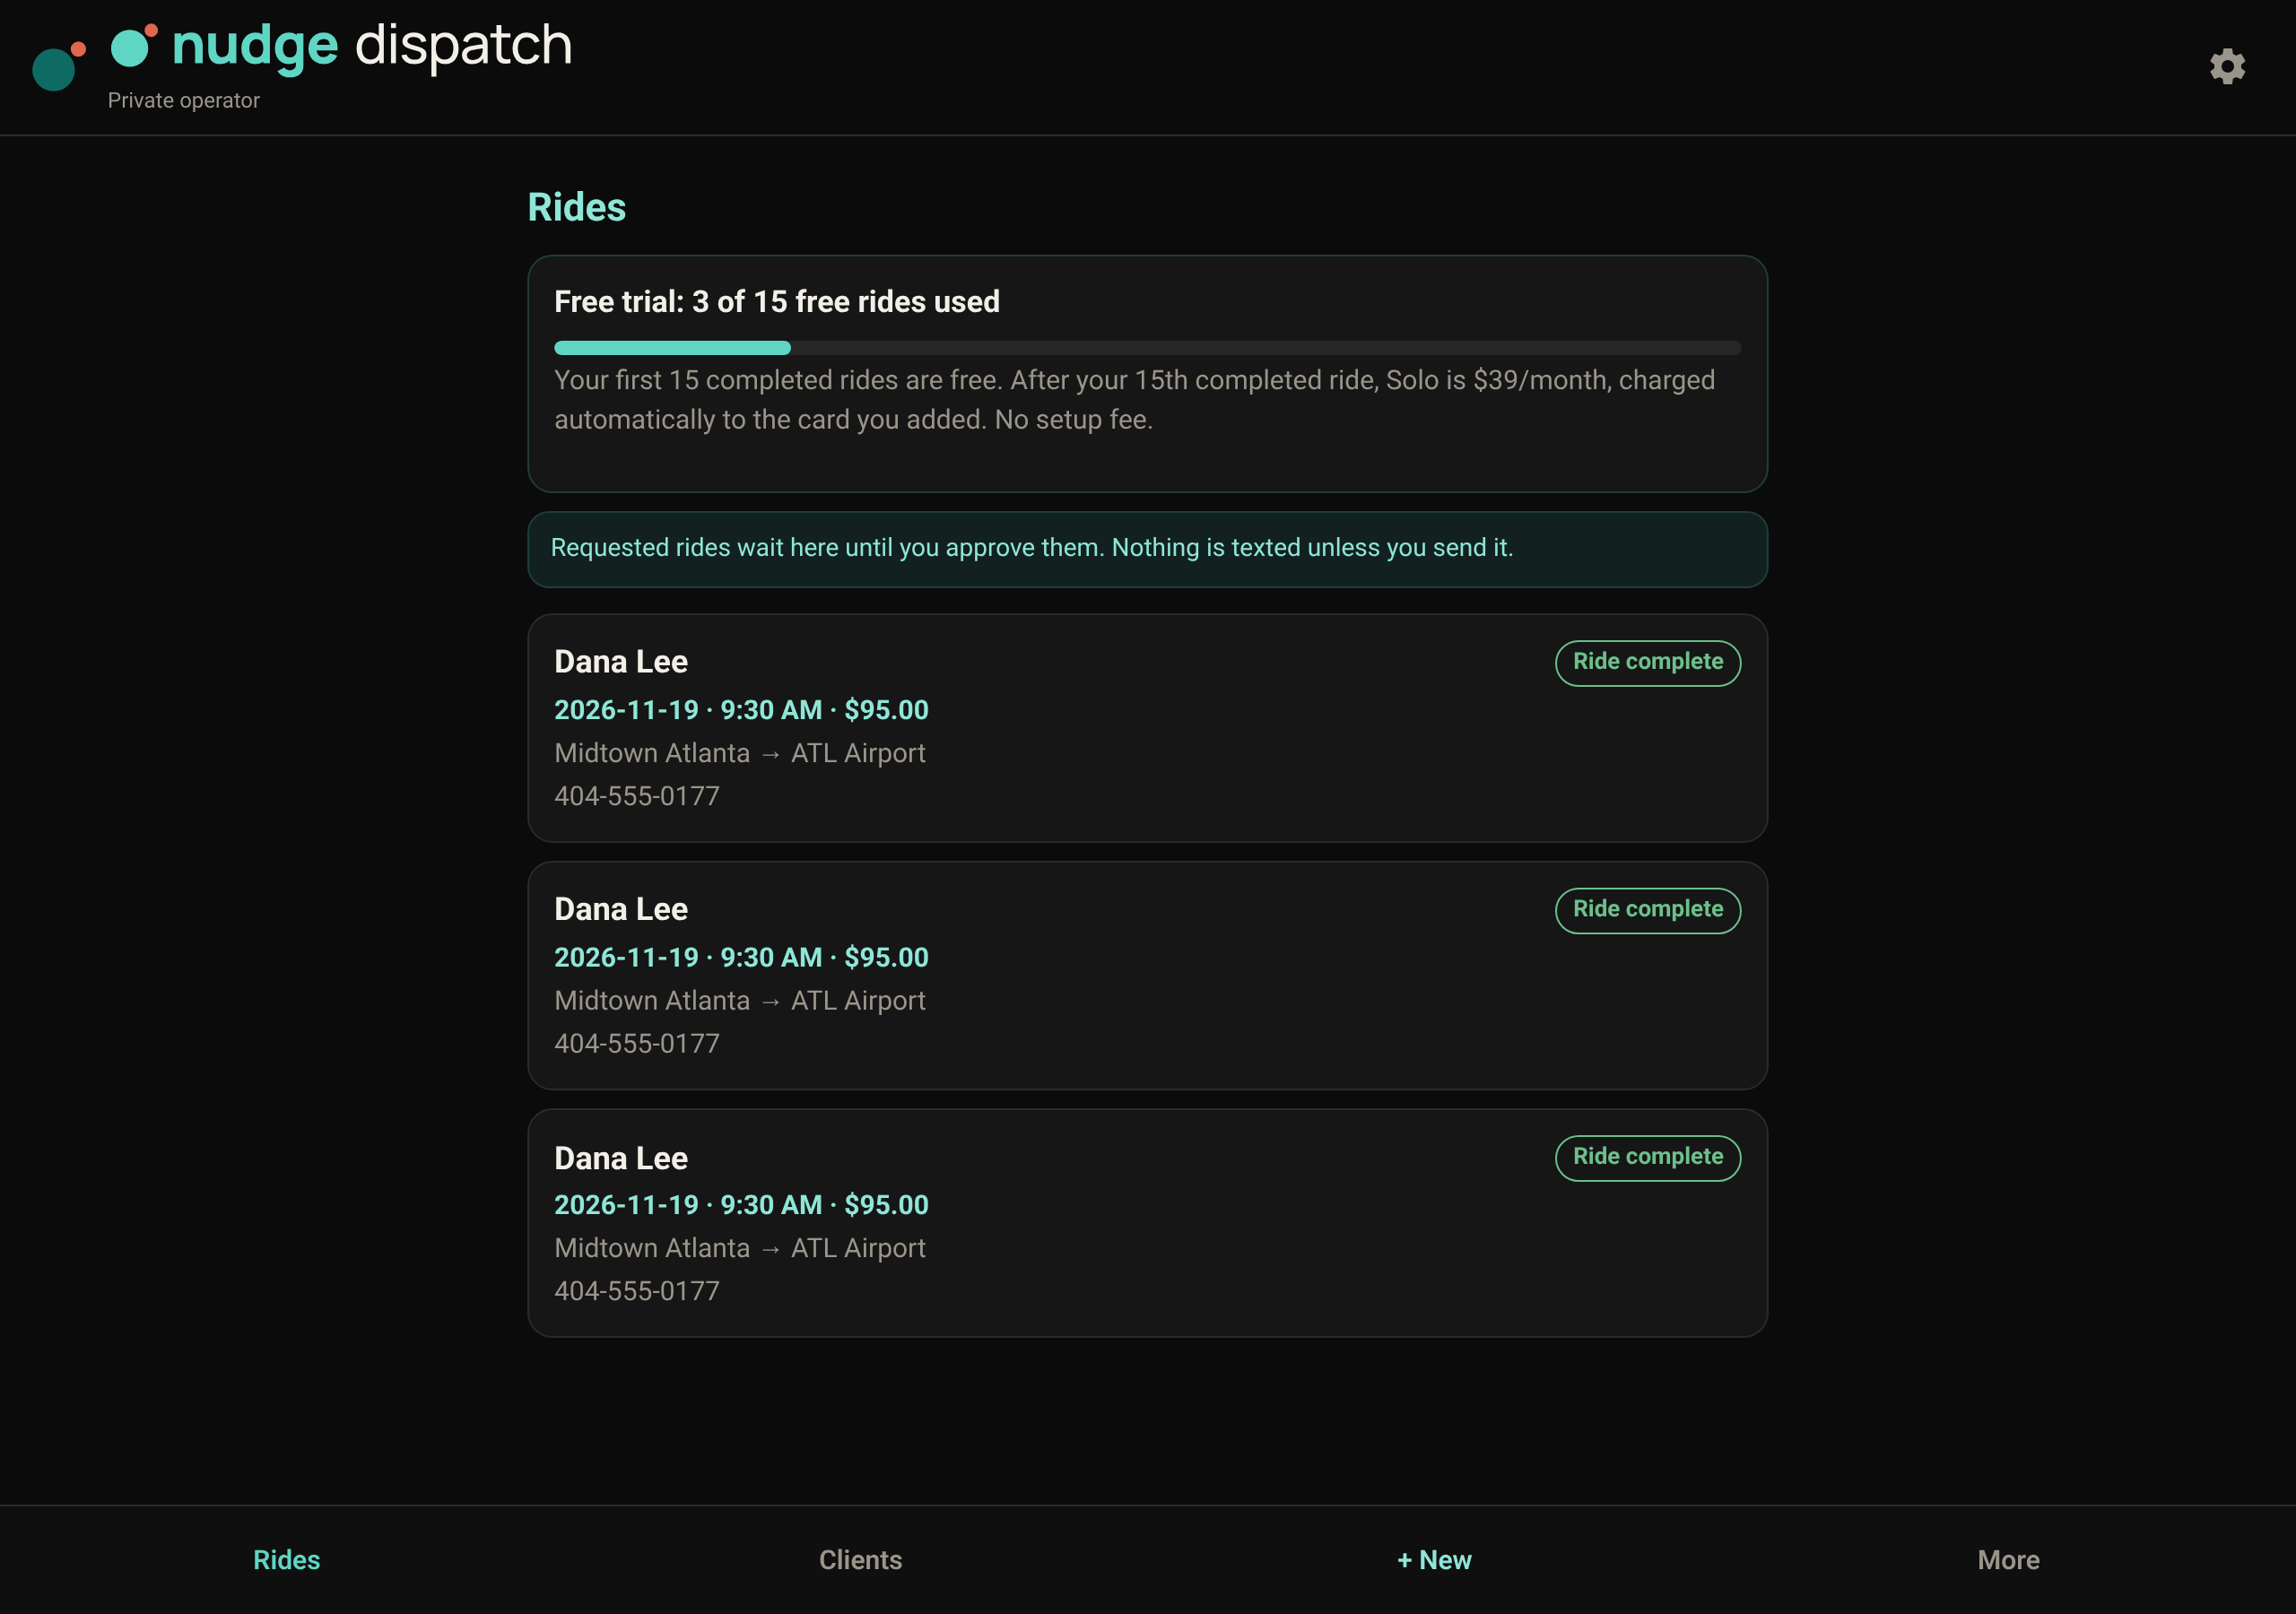 nudge dispatch
Private operator
Rides
Free trial: 3 of 15 free rides used
Your first 15 completed rides are free. After your 15th completed ride, Solo is $39/month, charged
automatically to the card you added. No setup fee.
Requested rides wait here until you approve them. Nothing is texted unless you send it.
Dana Lee
Ride complete
2026-11-19 · 9:30 AM · $95.00
Midtown Atlanta → ATL Airport
404-555-0177
Dana Lee
Ride complete
2026-11-19 · 9:30 AM · $95.00
Midtown Atlanta → ATL Airport
404-555-0177
Dana Lee
Ride complete
2026-11-19 · 9:30 AM · $95.00
Midtown Atlanta → ATL Airport
404-555-0177
Rides
Clients
+ New
More